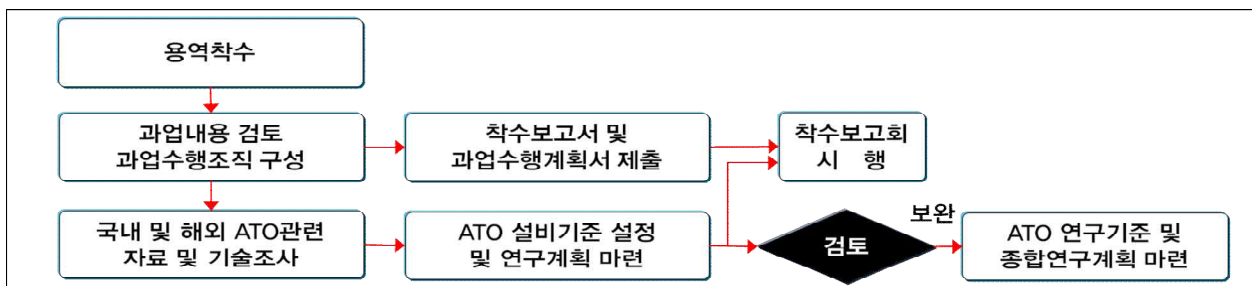 용역착수
과업내용 검토
과업수행조직 구성
착수보고서 및
과업수행계획서 제출
착수보고회
시 행
국내 및 해외 ATO관련
자료 및 기술조사
ATO 설비기준 설정
및 연구계획 마련
검토
보완
ATO 연구기준 및
종합연구계획 마련